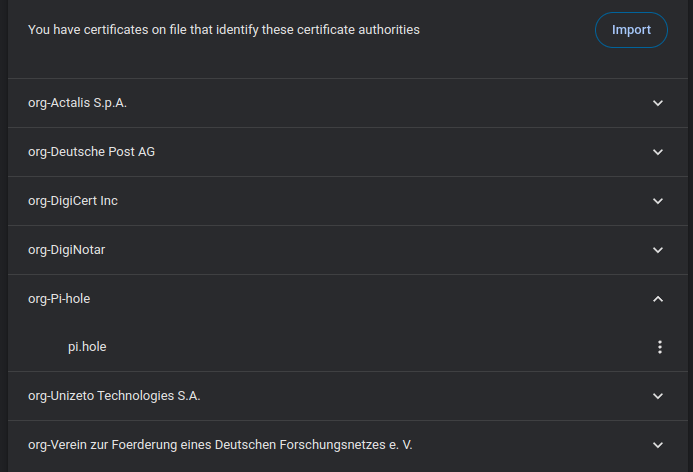 You have certificates on file that identify these certificate authorities
Import
org-Actalis S.p.A.
org-Deutsche Post AG
org-DigiCert Inc
org-DigiNotar
org-Pi-hole
pi.hole
org-Unizeto Technologies S.A.
org-Verein zur Foerderung eines Deutschen Forschungsnetzes e. V.